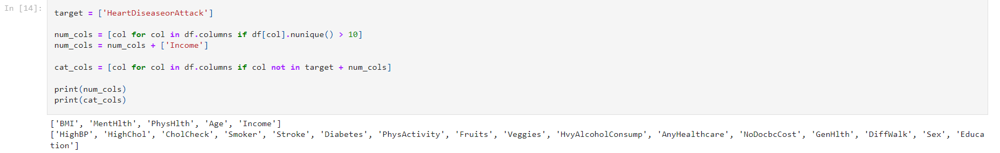 In [14]:
target = ['HeartDiseaseorAttack']
num_cols = [col for col in df.columns if df[col].nunique() > 10]
num_cols = num_cols + ['Income']
cat_cols = [col for col in df.columns if col not in target + num_cols]
print(num_cols)
print(cat_cols)
['BMI', 'MentHlth', 'PhysHlth', 'Age', 'Income']
['HighBP', 'HighChol', 'CholCheck', 'Smoker', 'Stroke', 'Diabetes', 'PhysActivity', 'Fruits', 'Veggies', 'HvyAlcoholConsump', 'AnyHealthcare', 'NoDocbcCost', 'GenHlth', 'DiffWalk', 'Sex', 'Educa
tion']